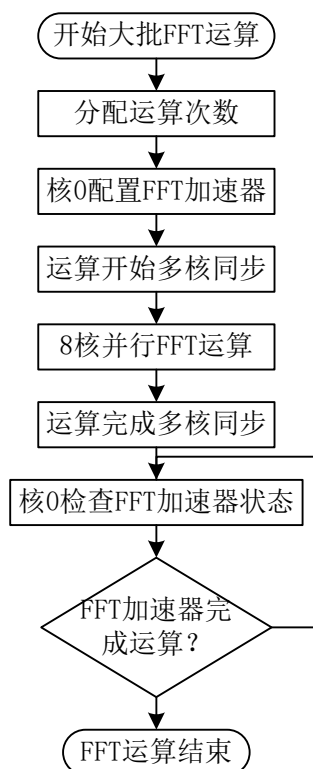 开始大批FFT运算
分配运算次数
核0配置FFT加速器
运算开始多核同步
8核并行FFT运算
运算完成多核同步
核0检查FFT加速器状态
FFT加速器完
成运算？
FFT运算结束